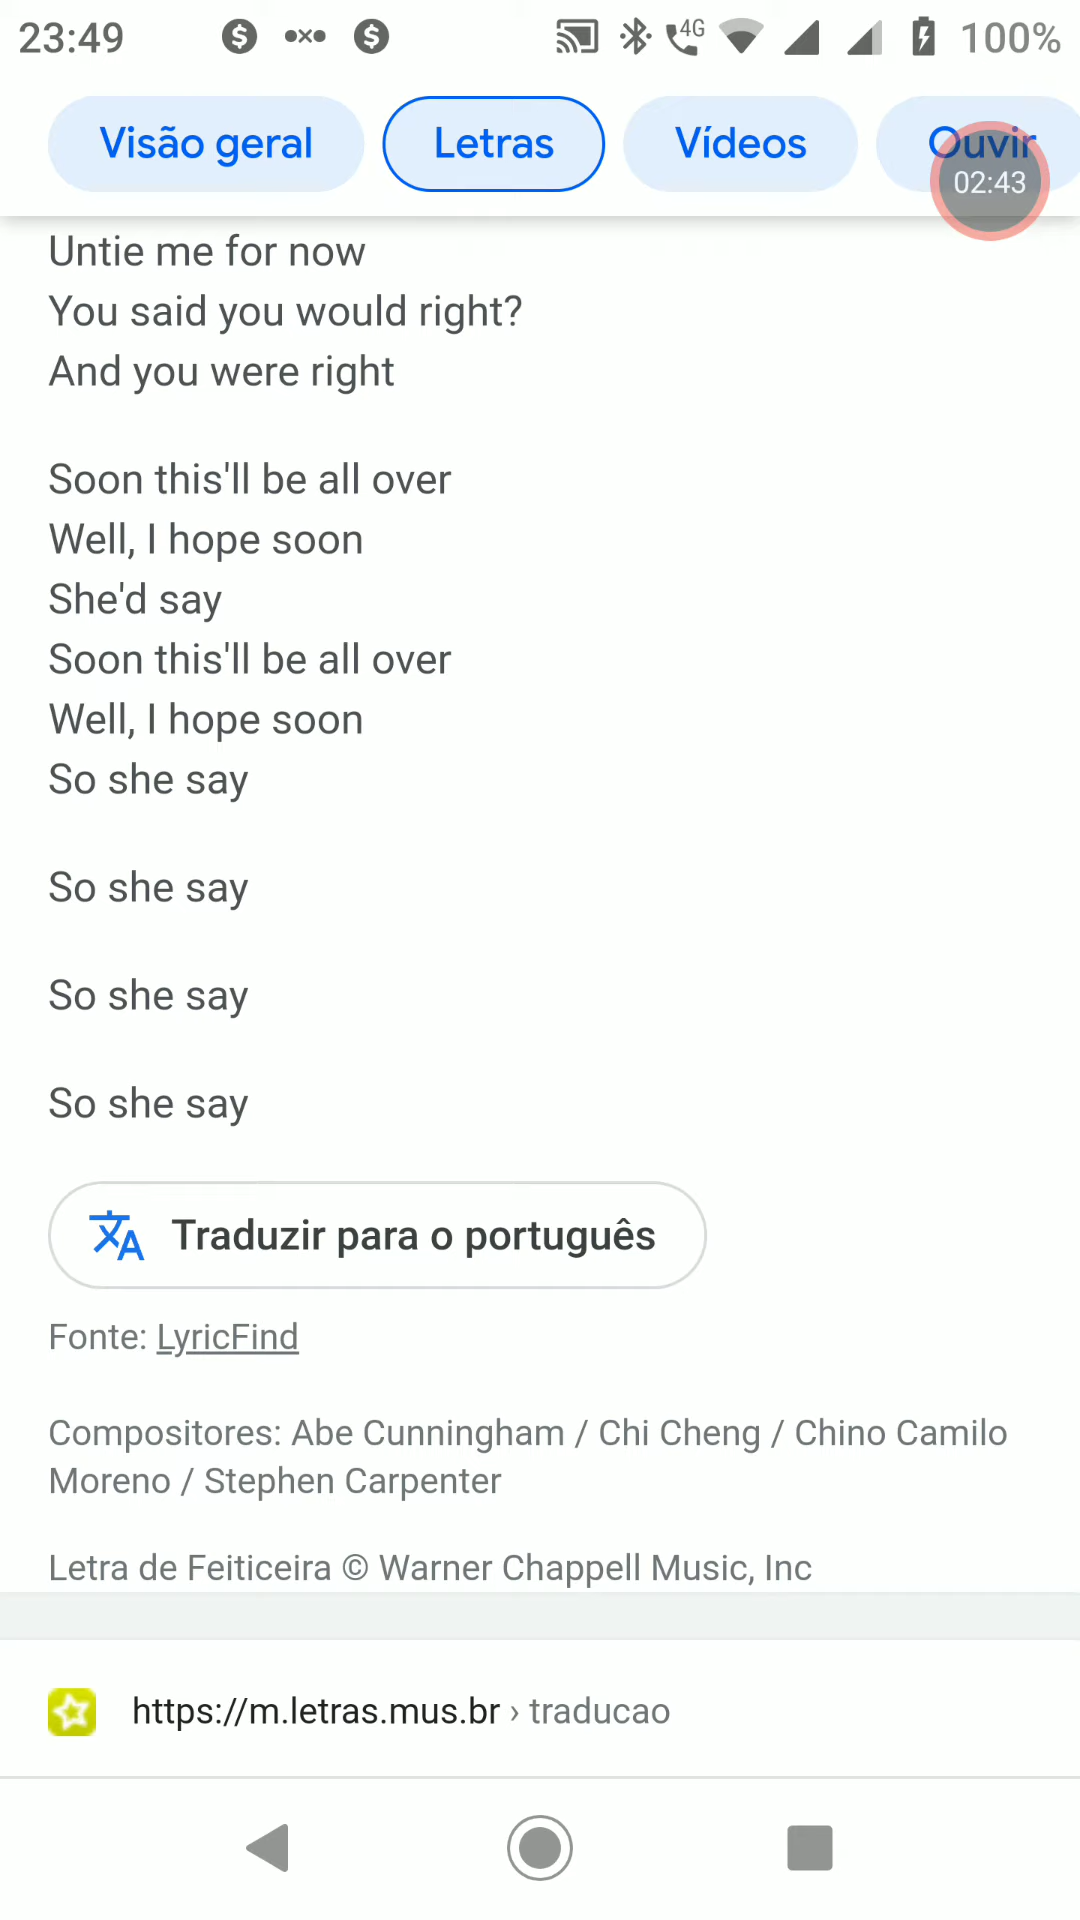 23:49
4G
100%
Visão geral
Letras
Vídeos
Ouvir
02:43
Untie me for now
You said you would right?
And you were right
Soon this'll be all over
Well, I hope soon
She'd say
Soon this'll be all over
Well, I hope soon
So she say
So she say
So she say
So she say
Traduzir para o português
Fonte: LyricFind
Compositores: Abe Cunningham / Chi Cheng / Chino Camilo
Moreno / Stephen Carpenter
Letra de Feiticeira © Warner Chappell Music, Inc
https://m.letras.mus.br › traducao